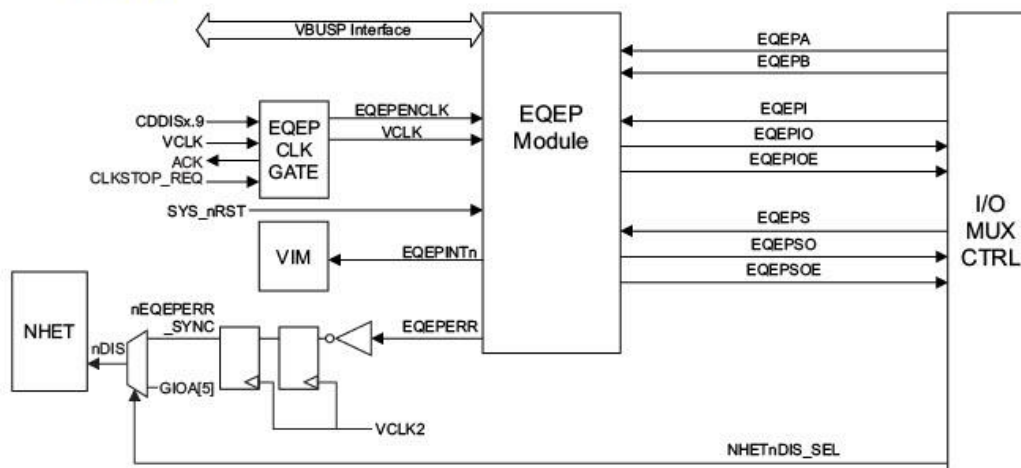 VBUSP Interface
EQEPA
EQEPB
EQEP
Module
EQEPI
EQEPIO
EQEPIOE
EQEPS
EQEPSO
EQEPSOE
I/O
MUX
CTRL
CDDISx.9
VCLK
ACK
CLKSTOP_REQ
EQEP
CLK
GATE
EQEPENCLK
VCLK
SYS_nRST
VIM
EQEPINTn
NHET
nDIS
nEQEPERR
_SYNC
EQEPERR
GIOA[5]
VCLK2
NHETnDIS_SEL